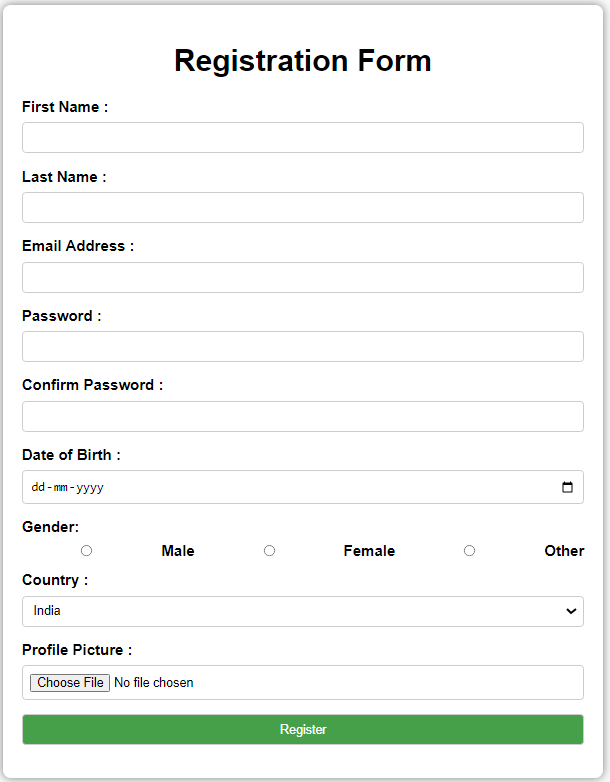 Registration Form
First Name :
Last Name :
Email Address :
Password :
Confirm Password :
Date of Birth :
dd-mm-yyyy
Gender:
Male Female Other
Country :
India
Profile Picture :
Choose File No file chosen
Register